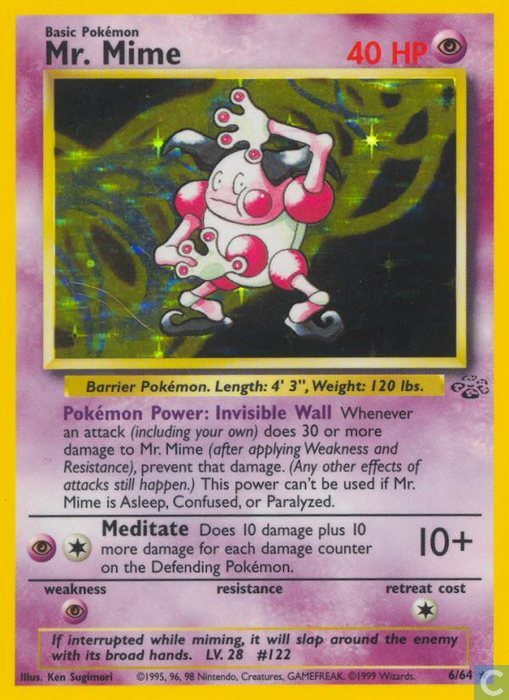 Basic Pokémon
Mr. Mime 40 HP
Barrier Pokémon. Length: 4' 3", Weight: 120 lbs.
Pokémon Power: Invisible Wall Whenever
an attack (including your own) does 30 or more
damage to Mr. Mime (after applying Weakness and
Resistance), prevent that damage. (Any other effects of
attacks still happen.) This power can't be used if Mr.
Mime is Asleep, Confused, or Paralyzed.
Meditate Does 10 damage plus 10
more damage for each damage counter
on the Defending Pokémon.
10+
weakness resistance retreat cost
If interrupted while miming, it will slap around the enemy
with its broad hands. LV. 28 #122
Illus. Ken Sugimori ©1995, 96, 98 Nintendo, Creatures, GAMEFREAK. ©1999 Wizards. 6/64
C